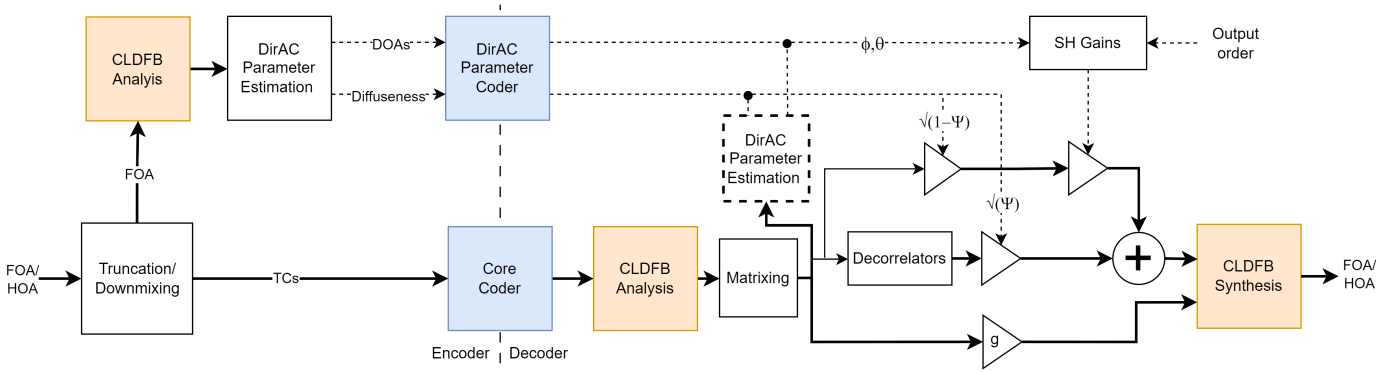 CLDFB
Analyis
DirAC
Parameter
Estimation
DOAs
Diffuseness
DirAC
Parameter
Coder
ϕ,θ
SH Gains
Output
order
FOA
DirAC
Parameter
Estimation
√(1−Ψ)
√(Ψ)
FOA/
HOA
Truncation/
Downmixing
TCs
Core
Coder
CLDFB
Analysis
Matrixing
Decorrelators
+
CLDFB
Synthesis
FOA/
HOA
g
Encoder
Decoder